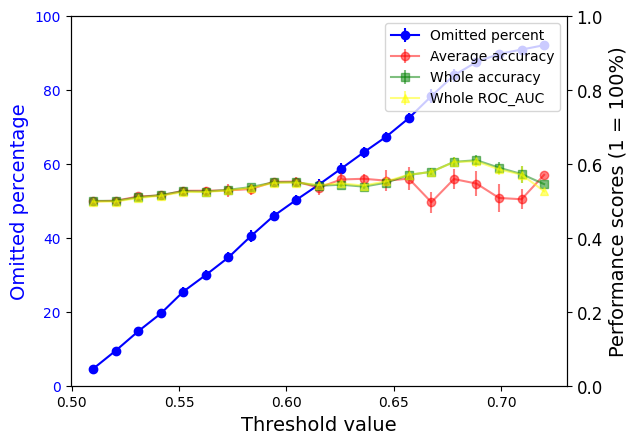 100
80
60
40
20
0
Omitted percentage
0.50
0.55
0.60
0.65
0.70
Threshold value
1.0
0.8
0.6
0.4
0.2
0.0
Performance scores (1 = 100%)
Omitted percent
Average accuracy
Whole accuracy
Whole ROC_AUC